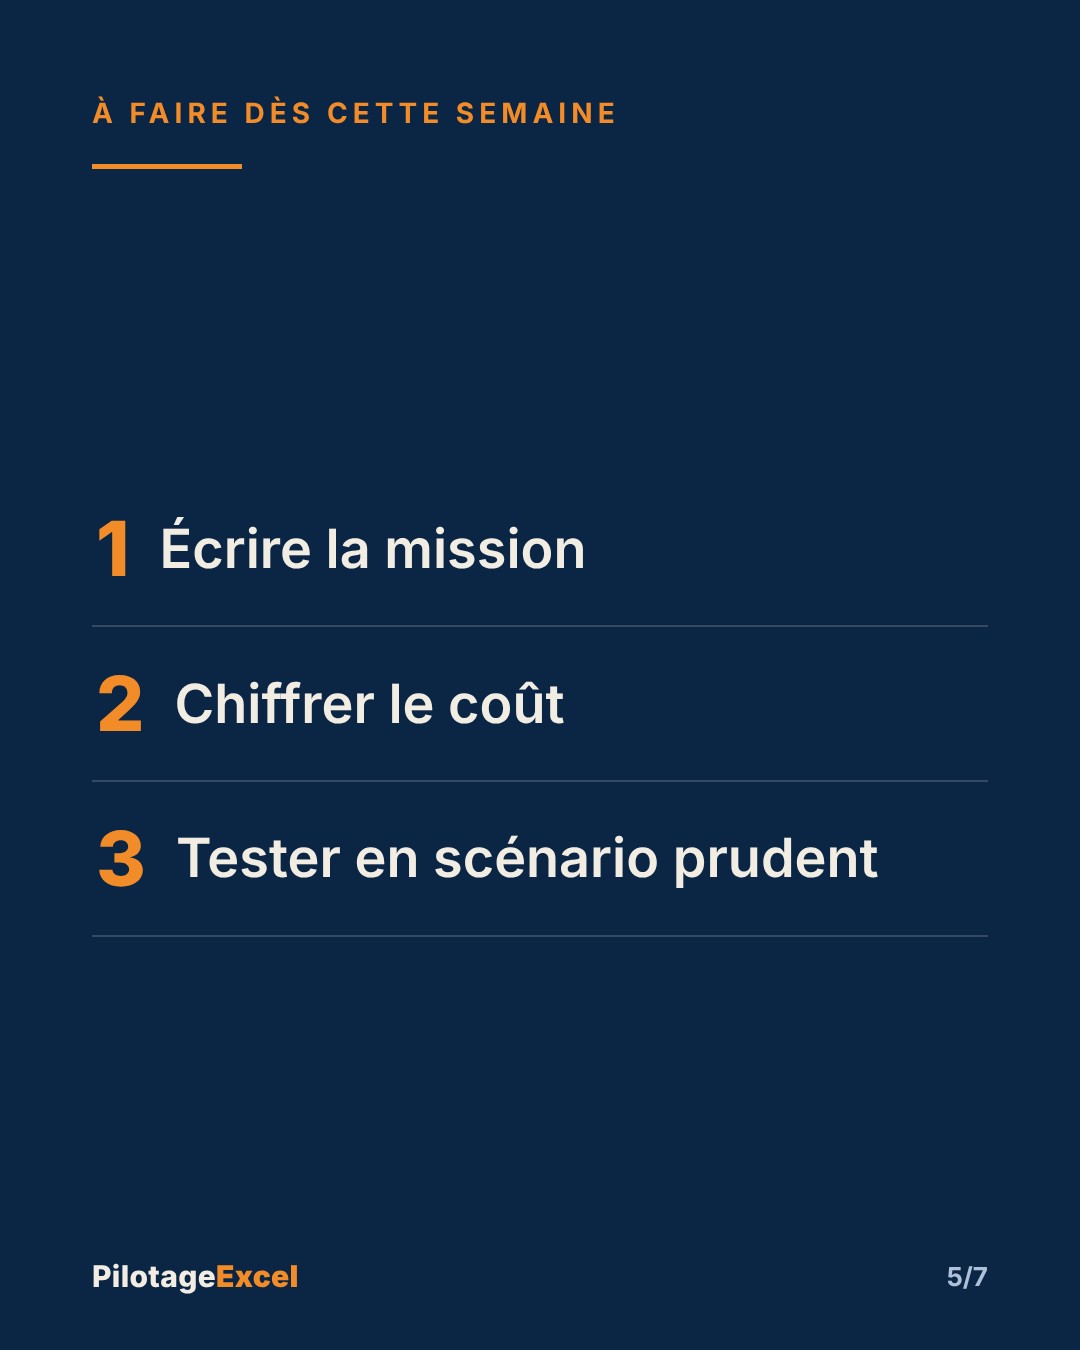 À FAIRE DÈS CETTE SEMAINE
1 Écrire la mission
2 Chiffrer le coût
3 Tester en scénario prudent
PilotageExcel
5/7